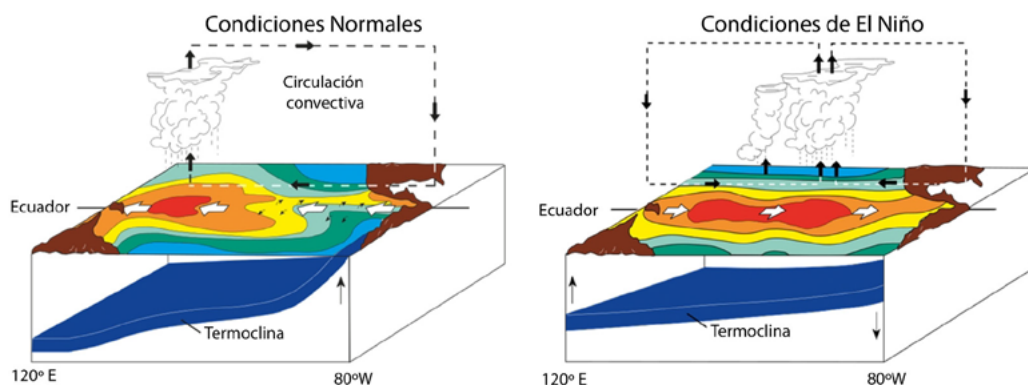 Condiciones Normales
Circulación
convectiva
Ecuador
Termoclina
120º E
80ºW
Condiciones de El Niño
Ecuador
Termoclina
120º E
80ºW